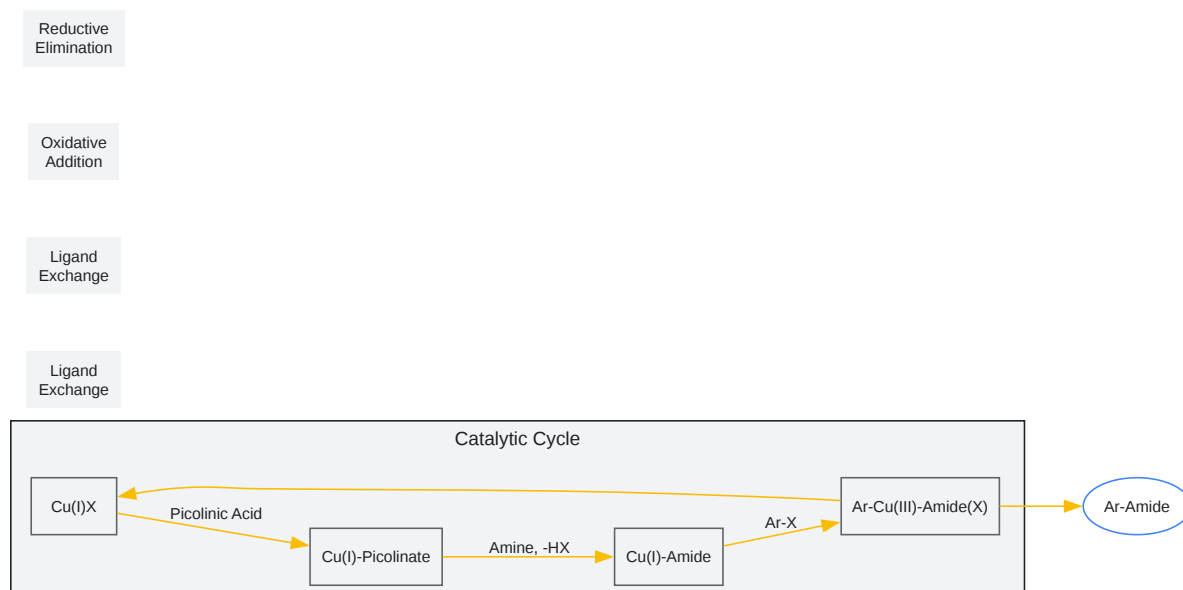 Reductive
Elimination
Oxidative
Addition
Ligand
Exchange
Ligand
Exchange
Catalytic Cycle
Cu(I)X
Picolinic Acid
Cu(I)-Picolinate
Amine, -HX
Cu(I)-Amide
Ar-X
Ar-Cu(III)-Amide(X)
Ar-Amide